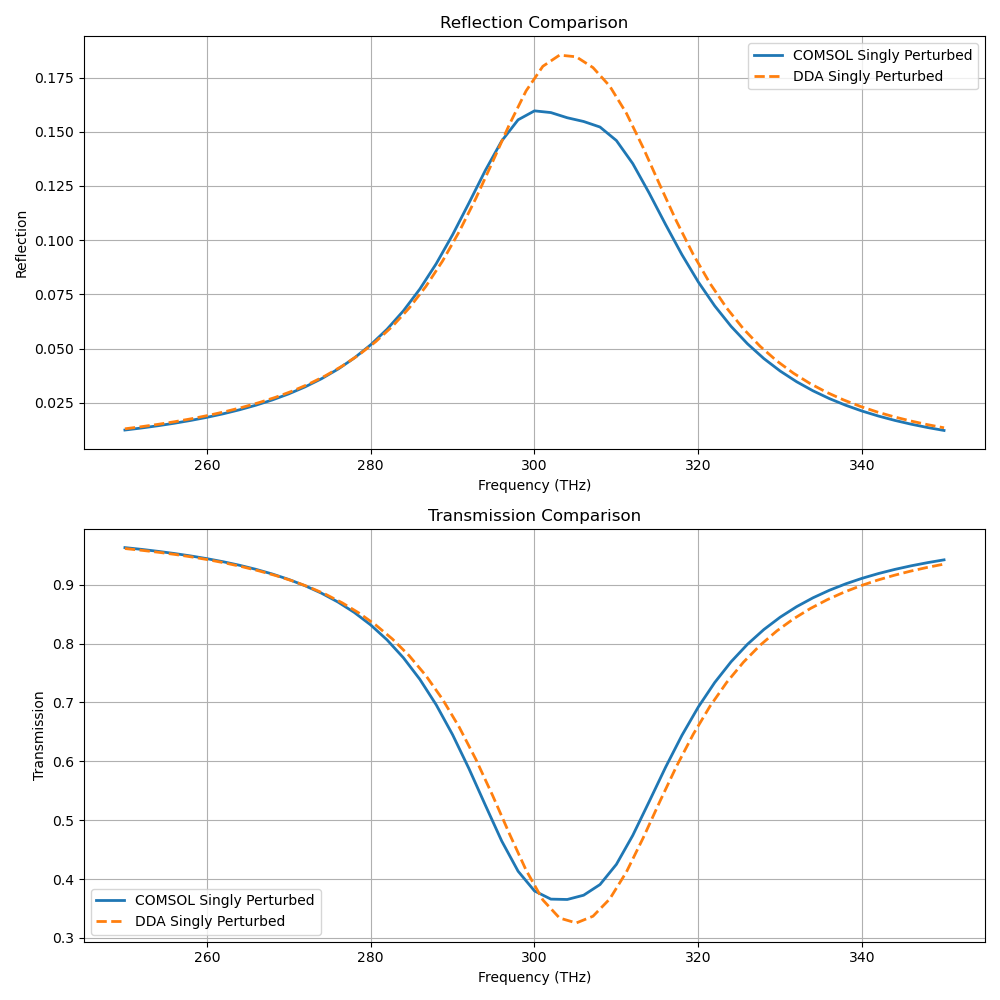 Reflection Comparison
COMSOL Singly Perturbed
DDA Singly Perturbed
Reflection
0.175
0.150
0.125
0.100
0.075
0.050
0.025
260 280 300 320 340
Frequency (THz)
Transmission Comparison
Transmission
0.9
0.8
0.7
0.6
0.5
0.4
0.3
COMSOL Singly Perturbed
DDA Singly Perturbed
260 280 300 320 340
Frequency (THz)